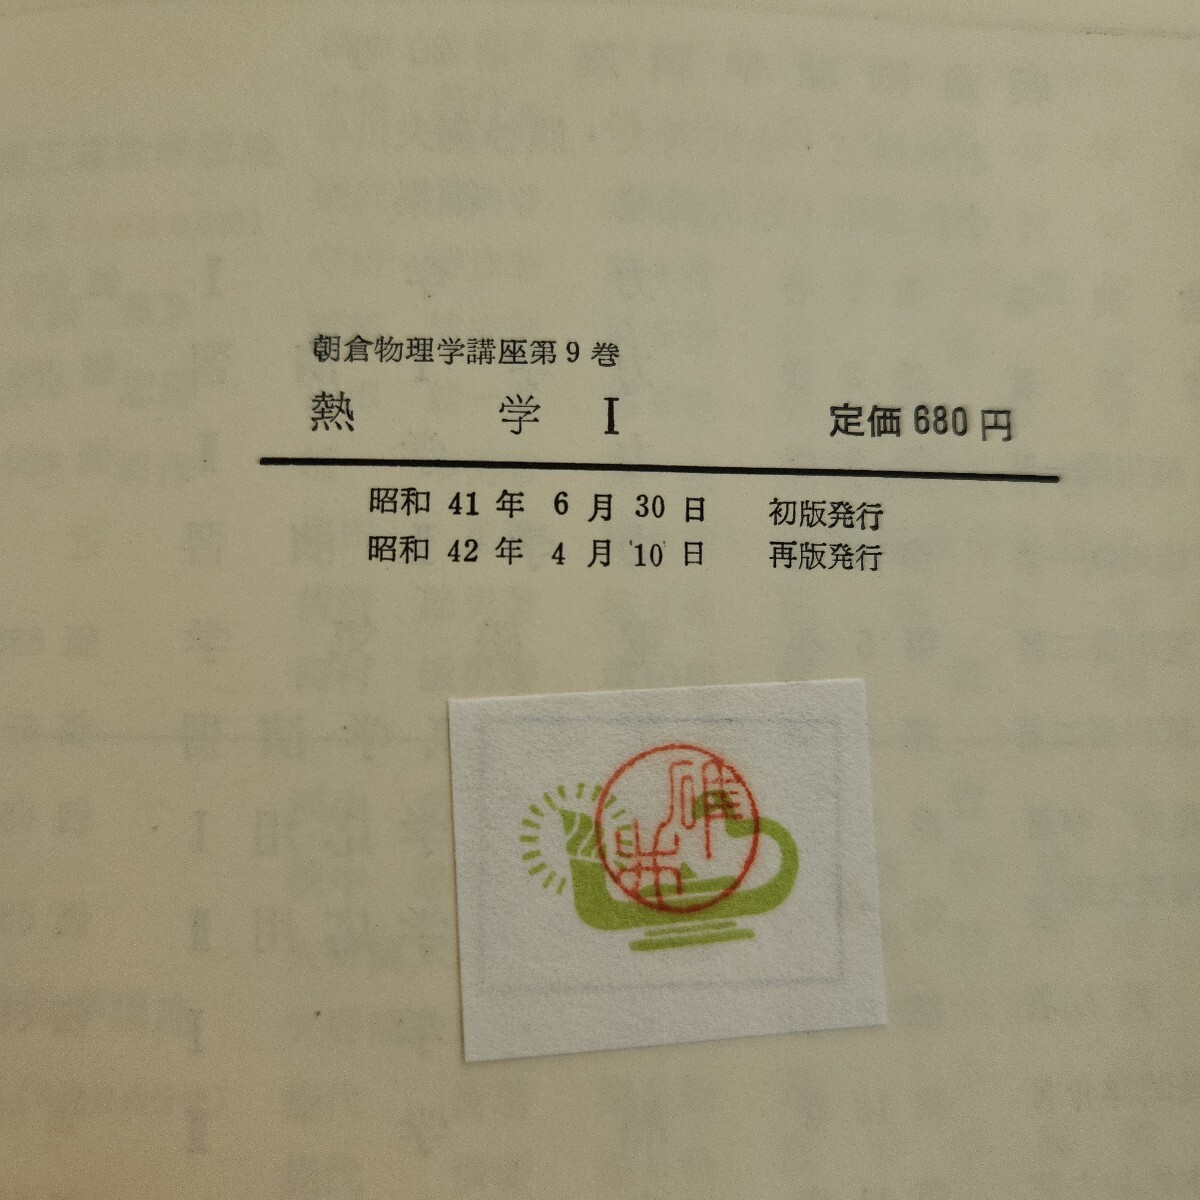 朝倉物理学講座第9巻
熱 学 I 定価 680 円
昭和 41 年 6 月 30 日 初版発行
昭和 42 年 4 月 10 日 再版発行